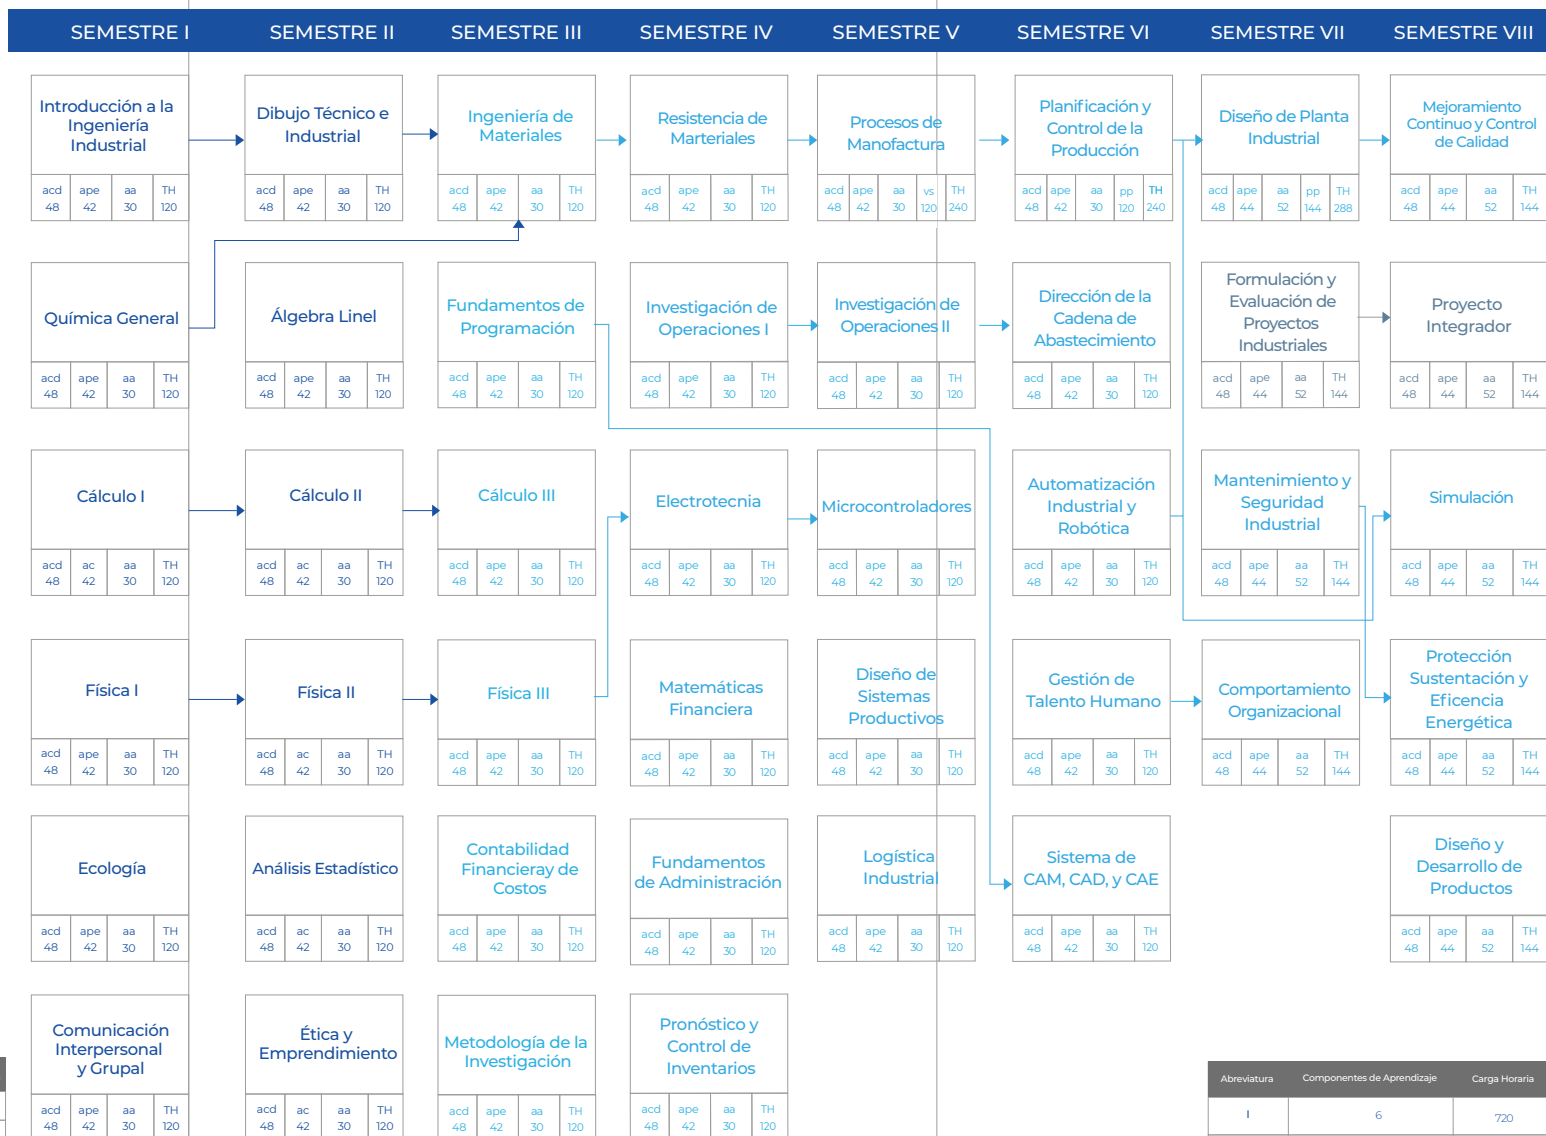 SEMESTRE I SEMESTRE II SEMESTRE III SEMESTRE IV SEMESTRE V SEMESTRE VI SEMESTRE VII SEMESTRE VIII
Introducción a la
Ingeniería
Industrial
acd ape aa TH
48 42 30 120
Dibujo Técnico e
Industrial
acd ape aa TH
48 42 30 120
Ingeniería de
Materiales
acd ape aa TH
48 42 30 120
Resistencia de
Marteriales
acd ape aa TH
48 42 30 120
Procesos de
Manofactura
acd ape aa vs TH
48 42 30 120 240
Planificación y
Control de la
Producción
acd ape aa pp TH
48 42 30 120 240
Diseño de Planta
Industrial
acd ape aa pp TH
48 44 52 144 288
Mejoramiento
Continuo y Control
de Calidad
acd ape aa TH
48 44 52 144
Química General
acd ape aa TH
48 42 30 120
Álgebra Linel
acd ape aa TH
48 42 30 120
Fundamentos de
Programación
acd ape aa TH
48 42 30 120
Investigación de
Operaciones I
acd ape aa TH
48 42 30 120
Investigación de
Operaciones II
acd ape aa TH
48 42 30 120
Dirección de la
Cadena de
Abastecimiento
acd ape aa TH
48 42 30 120
Formulación y
Evaluación de
Proyectos
Industriales
acd ape aa TH
48 44 52 144
Proyecto
Integrador
acd ape aa TH
48 44 52 144
Cálculo I
acd ac aa TH
48 42 30 120
Cálculo II
acd ac aa TH
48 42 30 120
Cálculo III
acd ape aa TH
48 42 30 120
Electrotecnia
acd ape aa TH
48 42 30 120
Microcontroladores
acd ape aa TH
48 42 30 120
Automatización
Industrial y
Robótica
acd ape aa TH
48 42 30 120
Mantenimiento y
Seguridad
Industrial
acd ape aa TH
48 44 52 144
Simulación
acd ape aa TH
48 44 52 144
Física I
acd ape aa TH
48 42 30 120
Física II
acd ac aa TH
48 42 30 120
Física III
acd ape aa TH
48 42 30 120
Matemáticas
Financiera
acd ape aa TH
48 42 30 120
Diseño de
Sistemas
Productivos
acd ape aa TH
48 42 30 120
Gestión de
Talento Humano
acd ape aa TH
48 42 30 120
Comportamiento
Organizacional
acd ape aa TH
48 44 52 144
Protección
Sustentación y
Eficencia
Energética
acd ape aa TH
48 44 52 144
Ecología
acd ape aa TH
48 42 30 120
Análisis Estadístico
acd ac aa TH
48 42 30 120
Contabilidad
Financieray de
Costos
acd ape aa TH
48 42 30 120
Fundamentos
de Administración
acd ape aa TH
48 42 30 120
Logística
Industrial
acd ape aa TH
48 42 30 120
Sistema de
CAM, CAD, y CAE
acd ape aa TH
48 42 30 120
Diseño y
Desarrollo de
Productos
acd ape aa TH
48 44 52 144
Comunicación
Interpersonal
y Grupal
acd ape aa TH
48 42 30 120
Ética y
Emprendimiento
acd ac aa TH
48 42 30 120
Metodología de la
Investigación
acd ape aa TH
48 42 30 120
Pronóstico y
Control de
Inventarios
acd ape aa TH
48 42 30 120
Abreviatura Componentes de Aprendizaje Carga Horaria
I 6 720